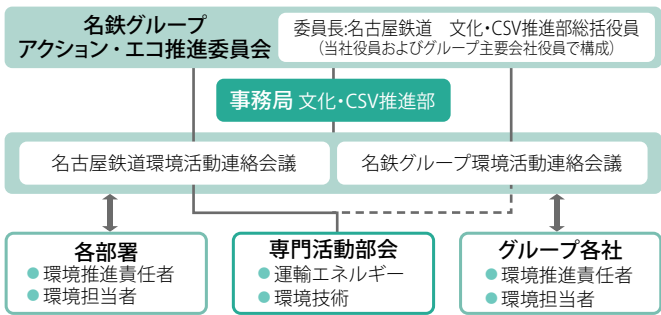 名鉄グループ
アクション・エコ推進委員会
委員長:名古屋鉄道　文化・CSV推進部総括役員
(当社役員およびグループ主要会社役員で構成)
事務局 文化・CSV推進部
名古屋鉄道環境活動連絡会議
名鉄グループ環境活動連絡会議
各部署
● 環境推進責任者
● 環境担当者
専門活動部会
● 運輸エネルギー
● 環境技術
グループ各社
● 環境推進責任者
● 環境担当者